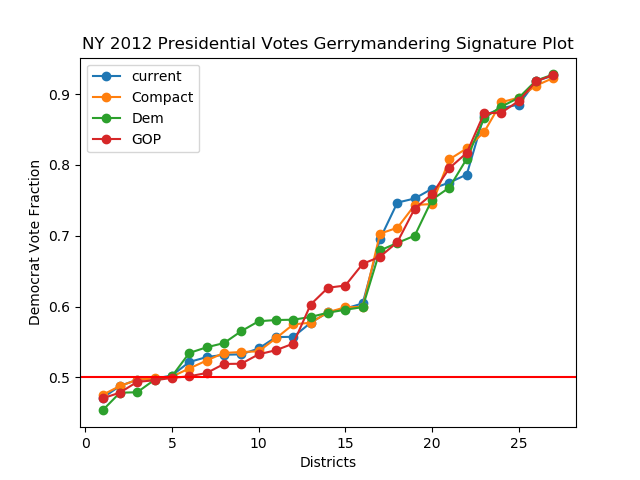 NY 2012 Presidential Votes Gerrymandering Signature Plot
current
Compact
Dem
GOP
0.9
0.8
0.7
0.6
0.5
Democrat Vote Fraction
0
5
10
15
20
25
Districts